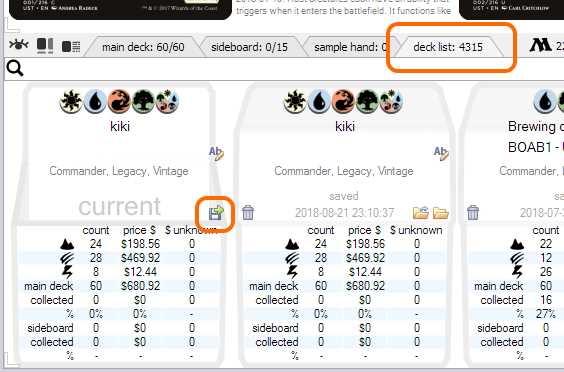 001/216 C
UST • EN ANDREA RADECK
™ & © 2017 Wizards of the Coast
triggers when it enters the battlefield. It functions like
002/216 U
UST • EN CARL CRITCHLOW
main deck: 60/60
sideboard: 0/15
sample hand: 0
deck list: 4315
kiki
Commander, Legacy, Vintage
current
count price $ $ unknown
24 $198.56 0
28 $469.92 0
8 $12.44 0
main deck 60 $680.92 0
collected 0 $0 0
% 0% 0% -
sideboard 0 $0 0
collected 0 $0 0
% - - -
kiki
Commander, Legacy, Vintage
saved
2018-08-21 23:10:37
count price $ $ unknown
24 $198.56 0
28 $469.92 0
8 $12.44 0
main deck 60 $680.92 0
collected 0 $0 0
% 0% 0% -
sideboard 0 $0 0
collected 0 $0 0
% - - -
Brewing
BOAB1 -
Commander
2018-07-
count
22
12
26
main deck 60
collected 16
% 27%
sideboard 0
collected 0
% -